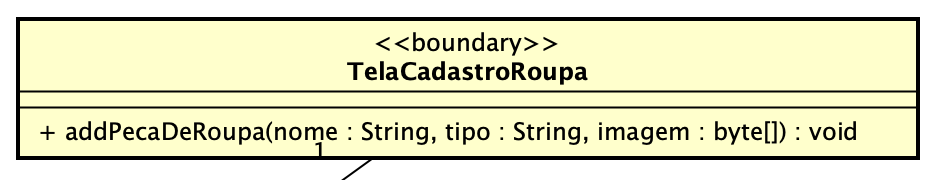 <<boundary>>
TelaCadastroRoupa
+ addPecaDeRoupa(nome : String, tipo : String, imagem : byte[]) : void
1